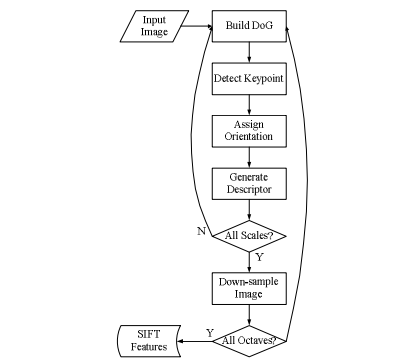 Input
Image
Build DoG
Detect Keypoint
Assign
Orientation
Generate
Descriptor
All Scales?
N
Y
Down-sample
Image
All Octaves?
Y
SIFT
Features